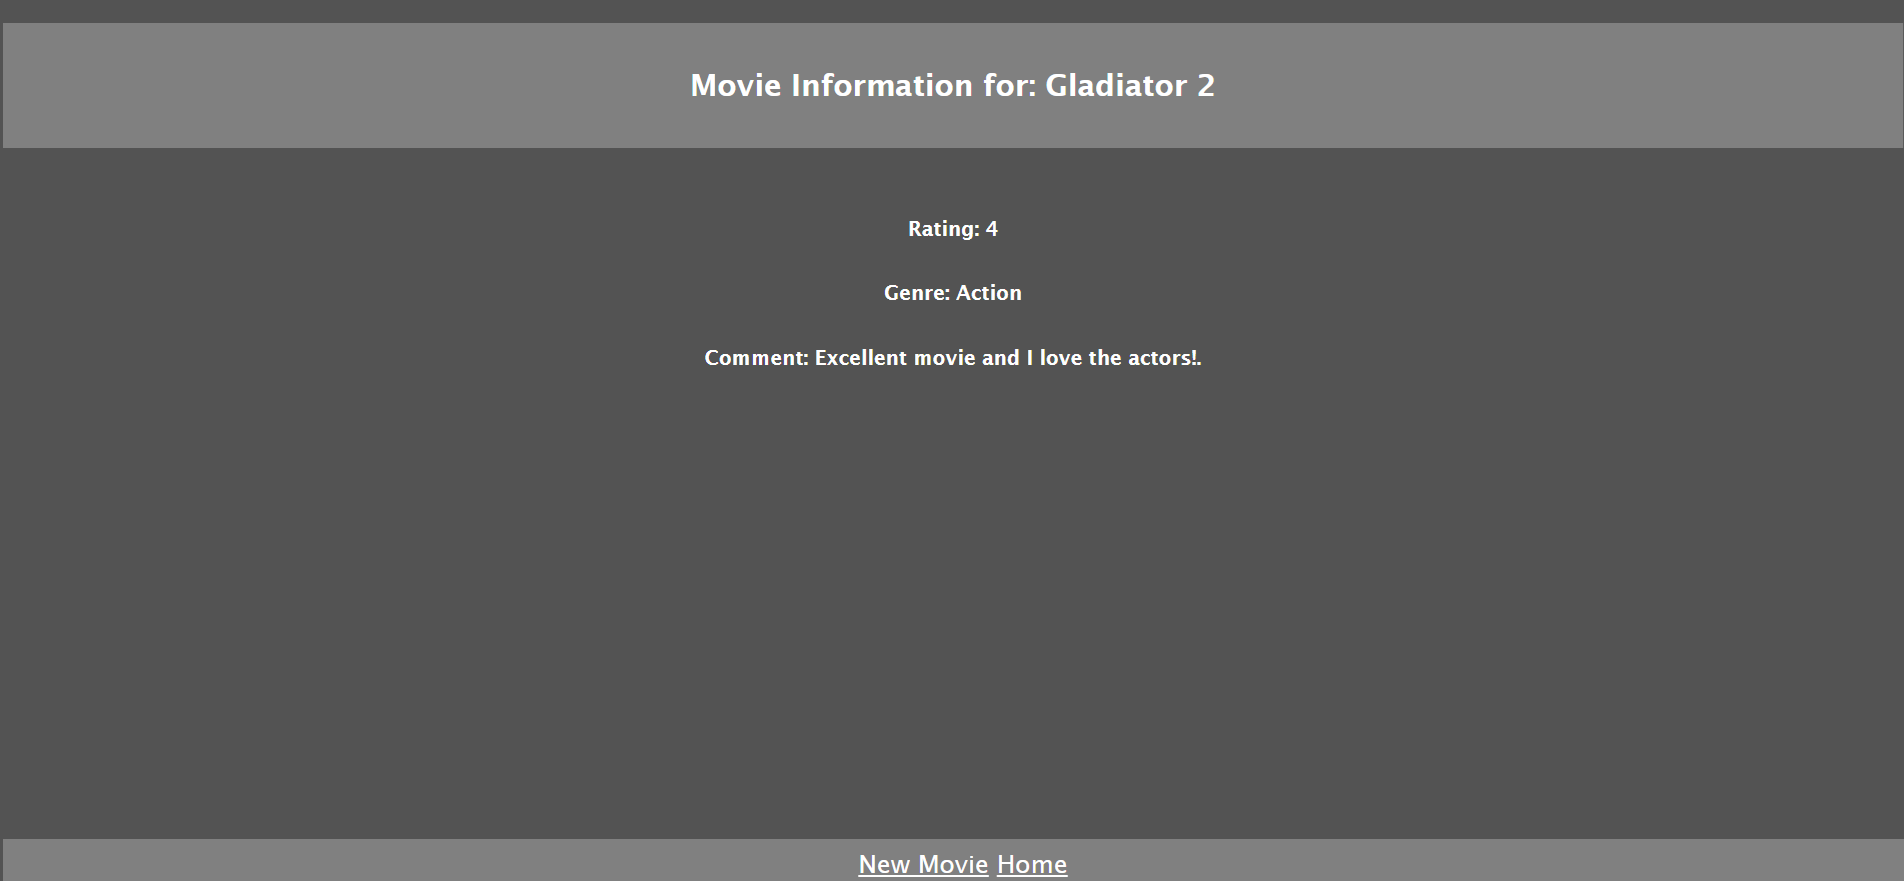 Movie Information for: Gladiator 2
Rating: 4
Genre: Action
Comment: Excellent movie and I love the actors!.
New Movie Home